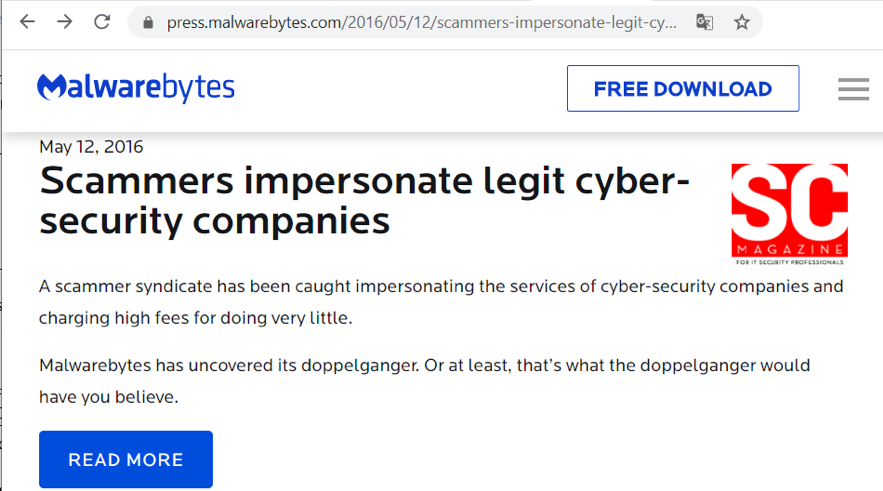 press.malwarebytes.com/2016/05/12/scammers-impersonate-legit-cy...
Malwarebytes
FREE DOWNLOAD
May 12, 2016
Scammers impersonate legit cyber-
security companies
SC
MAGAZINE
FOR IT SECURITY PROFESSIONALS
A scammer syndicate has been caught impersonating the services of cyber-security companies and
charging high fees for doing very little.
Malwarebytes has uncovered its doppelganger. Or at least, that's what the doppelganger would
have you believe.
READ MORE